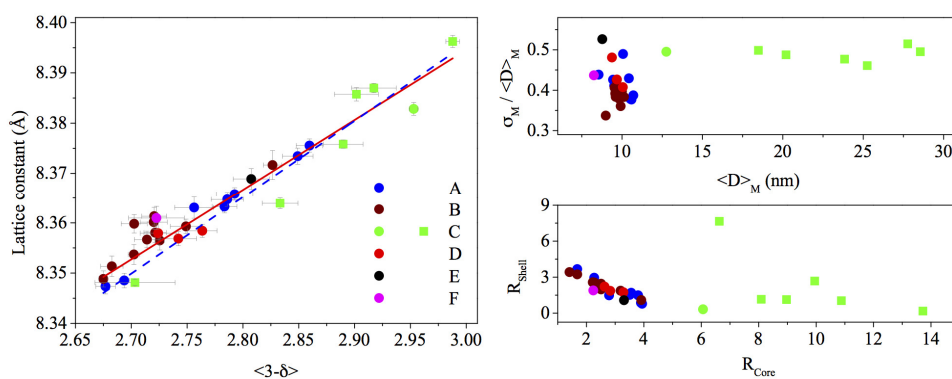 8.40
8.39
8.38
8.37
8.36
8.35
8.34
Lattice constant (Å)
2.65 2.70 2.75 2.80 2.85 2.90 2.95 3.00
<3-δ>
A
B
C
D
E
F
0.5
0.4
0.3
σM / <D>M
10 15 20 25 30
<D>M (nm)
9
6
3
0
RShell
2 4 6 8 10 12 14
RCore